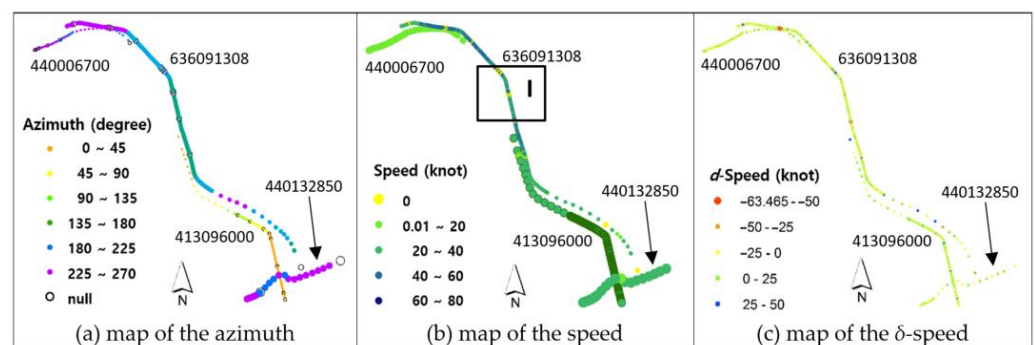 440006700
636091308
Azimuth (degree)
0 ~ 45
45 ~ 90
90 ~ 135
135 ~ 180
180 ~ 225
225 ~ 270
null
440132850
413096000
N
(a) map of the azimuth
440006700
636091308
I
Speed (knot)
0
0.01 ~ 20
20 ~ 40
40 ~ 60
60 ~ 80
440132850
413096000
N
(b) map of the speed
440006700
636091308
d-Speed (knot)
−63.465 - −50
−50 - −25
−25 - 0
0 - 25
25 - 50
440132850
413096000
N
(c) map of the δ-speed